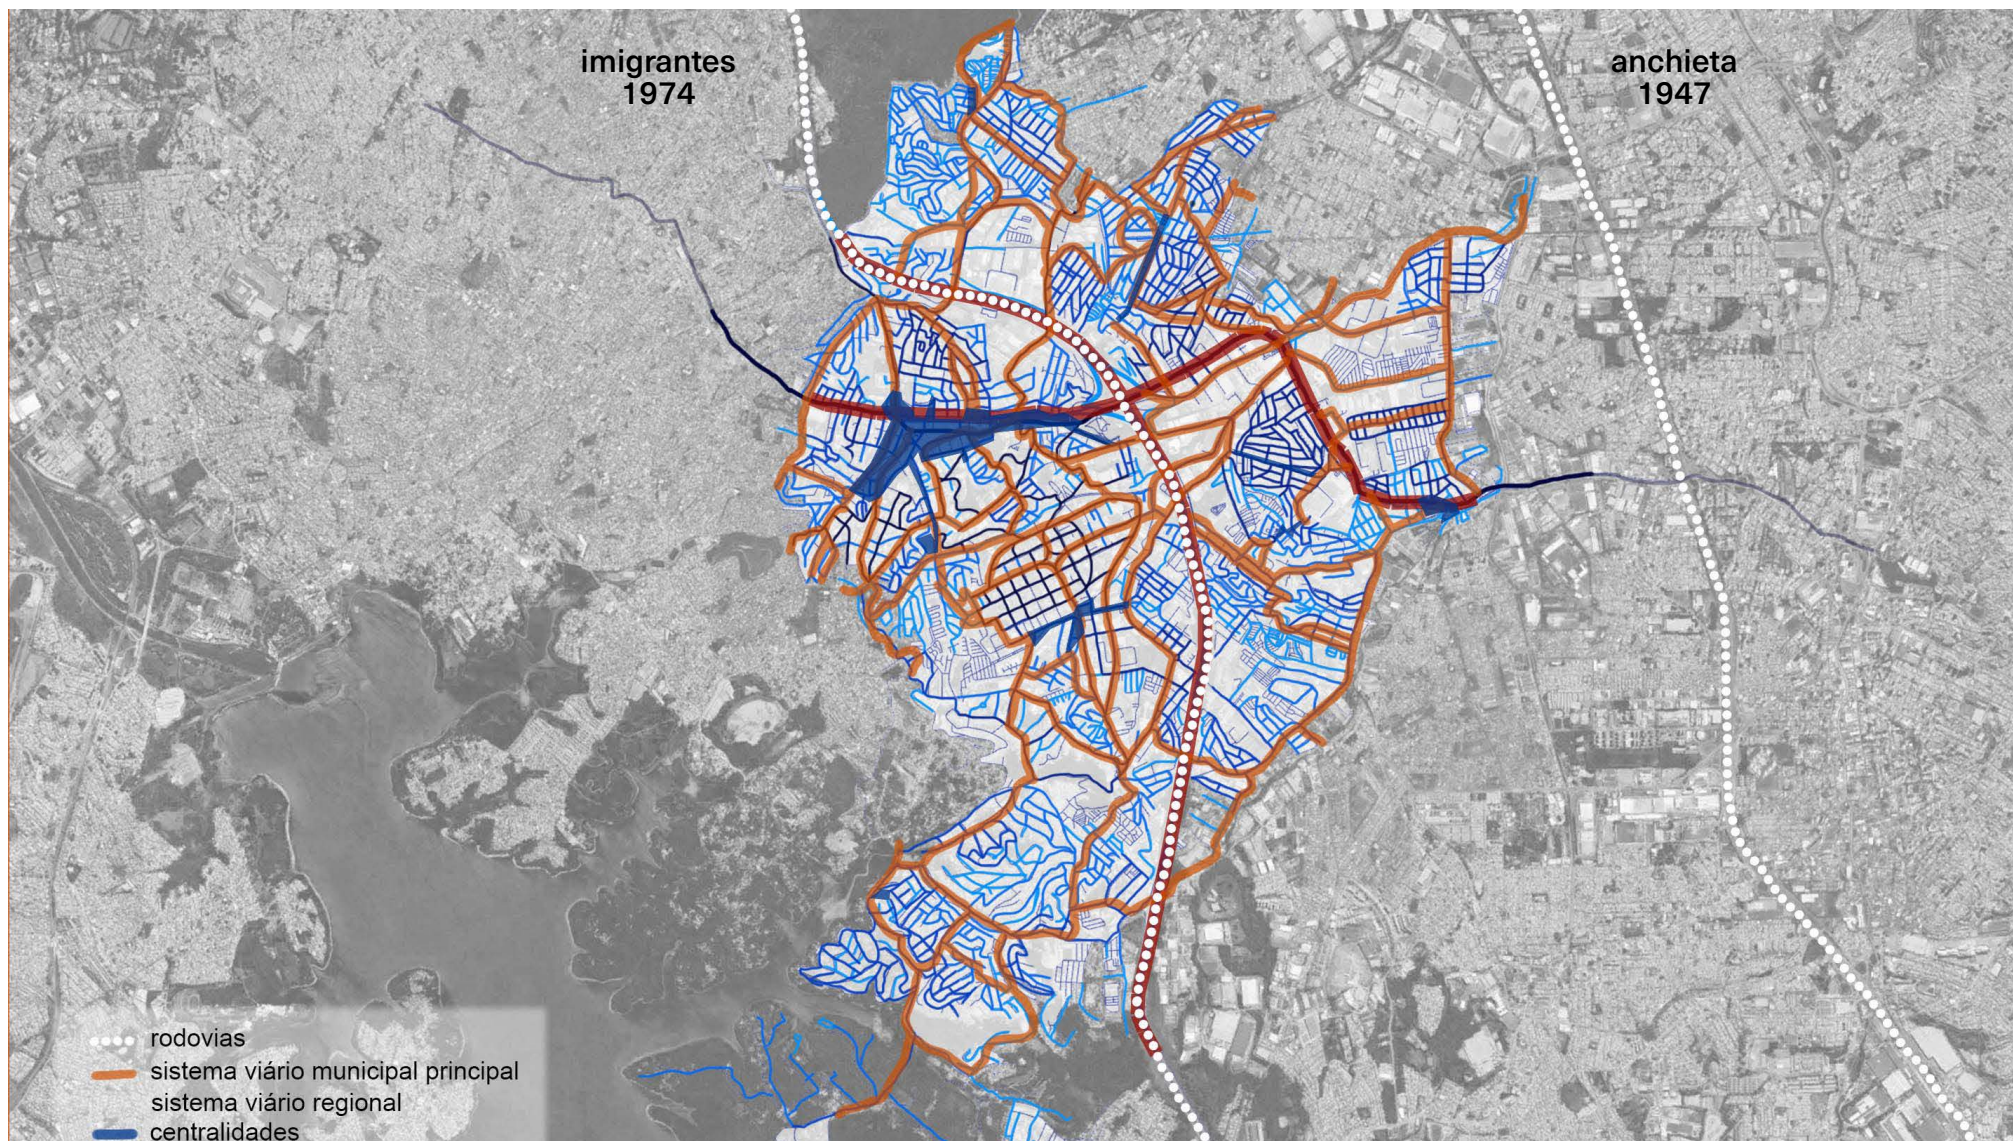 imigrantes
1974
anchieta
1947
rodovias
sistema viário municipal principal
sistema viário regional
centralidades